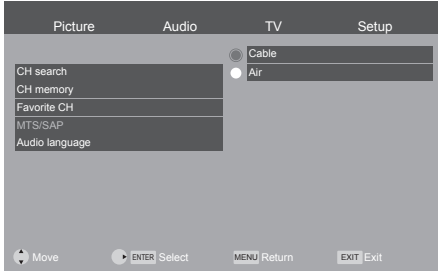 Picture Audio TV Setup
Cable
Air
CH search
CH memory
Favorite CH
MTS/SAP
Audio language
Move ENTER Select MENU Return EXIT Exit